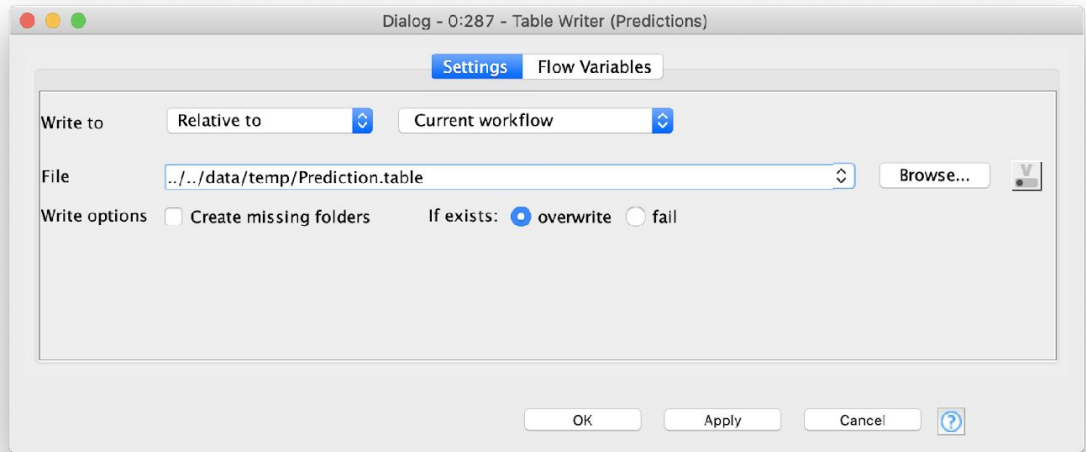 Dialog - 0:287 - Table Writer (Predictions)
Settings Flow Variables
Write to Relative to Current workflow
File ../../data/temp/Prediction.table Browse... V
Write options Create missing folders If exists: overwrite fail
OK Apply Cancel ?